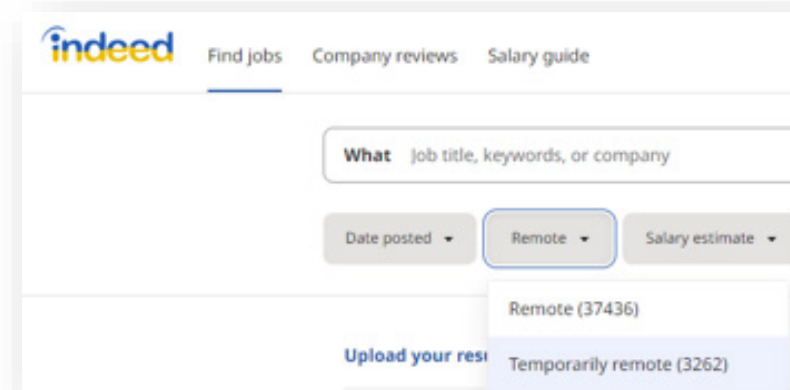 indeed
Find jobs Company reviews Salary guide
What Job title, keywords, or company
Date posted Remote Salary estimate
Remote (37436)
Upload your
Temporarily remote (3262)